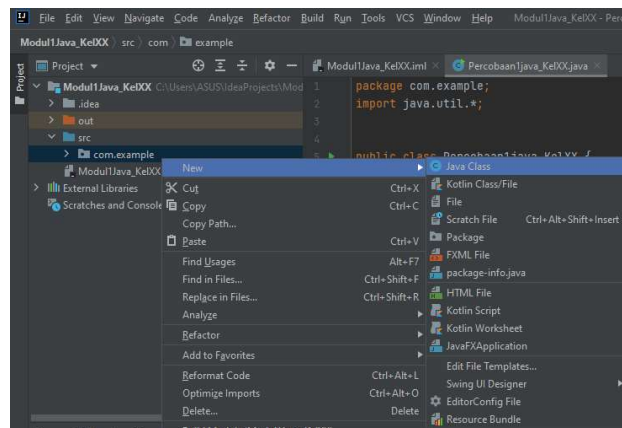 File Edit View Navigate Code Analyze Refactor Build Run Tools VCS Window Help Modul1Java_KelXX - Per
Modul1Java_KelXX src com example
Project
Project
Modul1Java_KelXX.iml
Percobaan1java_KelXX.java
Modul1Java_KelXX C:\Users\ASUS\IdeaProjects\Mod
.idea
out
src
com.example
Modul1Java_KelXX
External Libraries
Scratches and Console
1 package com.example;
2 import java.util.*;
3
4
5 public class Percobaan1java_KelXX {
New
Cut Ctrl+X
Copy Ctrl+C
Copy Path...
Paste Ctrl+V
Find Usages Alt+F7
Find in Files... Ctrl+Shift+F
Replace in Files... Ctrl+Shift+R
Analyze
Refactor
Add to Favorites
Reformat Code Ctrl+Alt+L
Optimize Imports Ctrl+Alt+O
Delete... Delete
Java Class
Kotlin Class/File
File
Scratch File Ctrl+Alt+Shift+Insert
Package
FXML File
package-info.java
HTML File
Kotlin Script
Kotlin Worksheet
JavaFXApplication
Edit File Templates...
Swing UI Designer
EditorConfig File
Resource Bundle